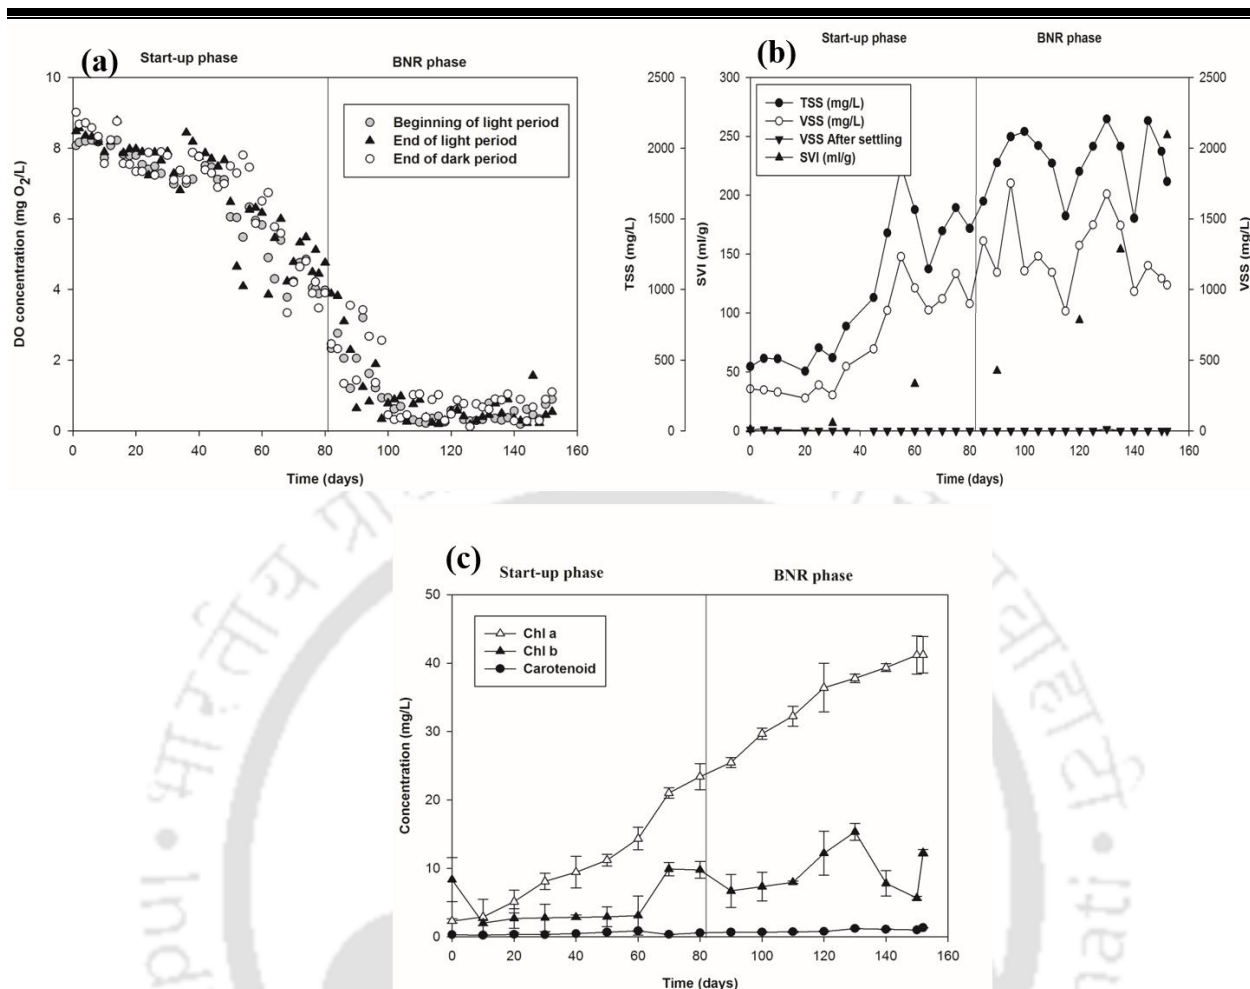 (a)
Start-up phase
BNR phase
10
8
6
4
2
0
DO concentration (mg O2/L)
Beginning of light period
End of light period
End of dark period
0 20 40 60 80 100 120 140 160
Time (days)
(b)
Start-up phase
BNR phase
2500
2000
1500
1000
500
0
TSS (mg/L)
300
250
200
150
100
50
0
SVI (ml/g)
TSS (mg/L)
VSS (mg/L)
VSS After settling
SVI (ml/g)
2500
2000
1500
1000
500
0
VSS (mg/L)
0 20 40 60 80 100 120 140 160
Time (days)
(c)
Start-up phase
BNR phase
50
40
30
20
10
0
Concentration (mg/L)
Chl a
Chl b
Carotenoid
0 20 40 60 80 100 120 140 160
Time (days)
भारतीय